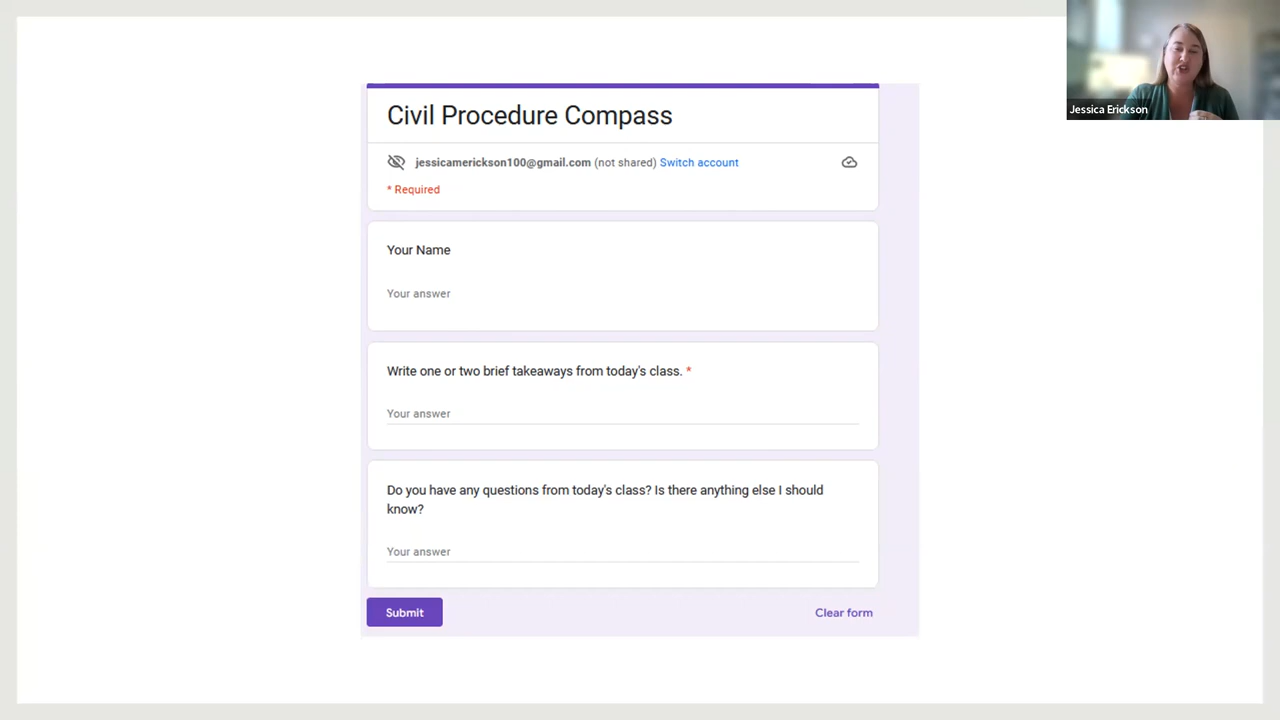 Civil Procedure Compass
jessicamerickson100@gmail.com (not shared) Switch account
* Required
Your Name
Your answer
Write one or two brief takeaways from today's class. *
Your answer
Do you have any questions from today's class? Is there anything else I should
know?
Your answer
Submit
Clear form
Jessica Erickson